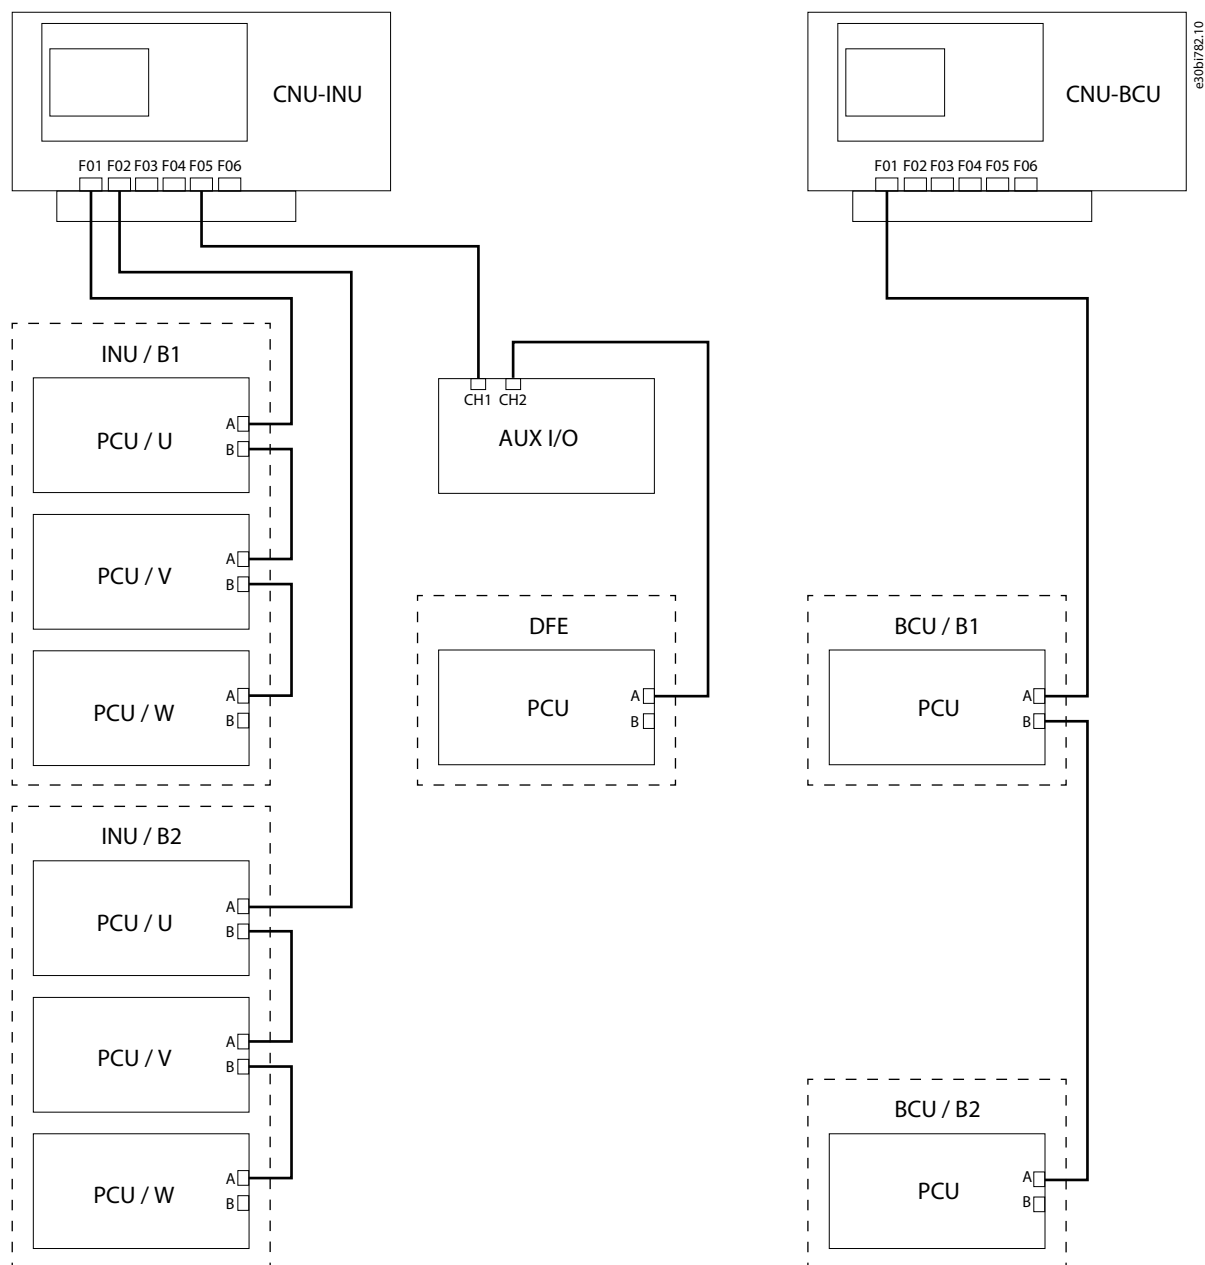 CNU-INU
F01 F02 F03 F04 F05 F06
CNU-BCU
F01 F02 F03 F04 F05 F06
e30bi782.10
INU / B1
PCU / U
A
B
PCU / V
A
B
PCU / W
A
B
INU / B2
PCU / U
A
B
PCU / V
A
B
PCU / W
A
B
CH1 CH2
AUX I/O
DFE
PCU
A
B
BCU / B1
PCU
A
B
BCU / B2
PCU
A
B